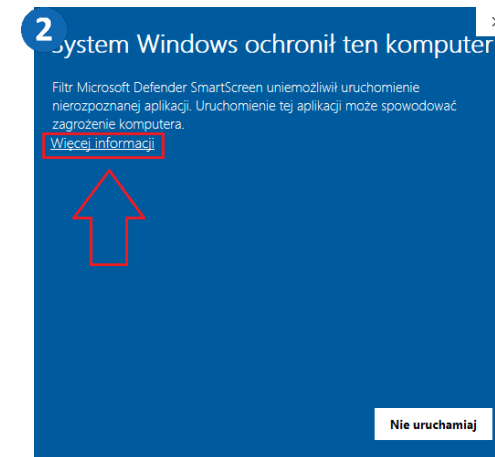 2
System Windows ochronił ten komputer
Filtr Microsoft Defender SmartScreen uniemożliwił uruchomienie
nierozpoznanej aplikacji. Uruchomienie tej aplikacji może spowodować
zagrożenie komputera.
Więcej informacji
Nie uruchamiaj